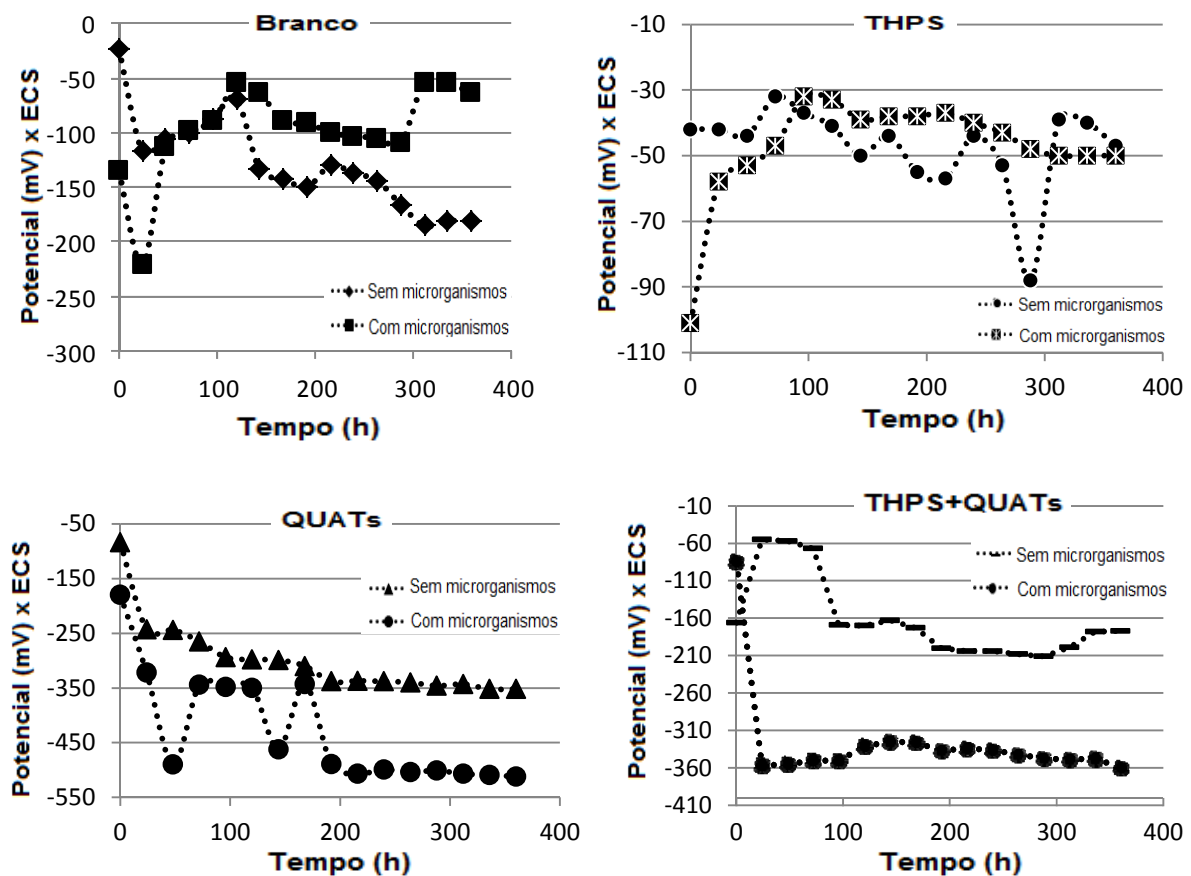 Branco
Potencial (mV) x ECS
0
-50
-100
-150
-200
-250
-300
Sem microrganismos
Com microrganismos
0 100 200 300 400
Tempo (h)
THPS
Potencial (mV) x ECS
-10
-30
-50
-70
-90
-110
Sem microrganismos
Com microrganismos
0 100 200 300 400
Tempo (h)
QUATs
Potencial (mV) x ECS
-50
-150
-250
-350
-450
-550
Sem microrganismos
Com microrganismos
0 100 200 300 400
Tempo (h)
THPS+QUATs
Potencial (mV) x ECS
-10
-60
-110
-160
-210
-260
-310
-360
-410
Sem microrganismos
Com microrganismos
0 100 200 300 400
Tempo (h)